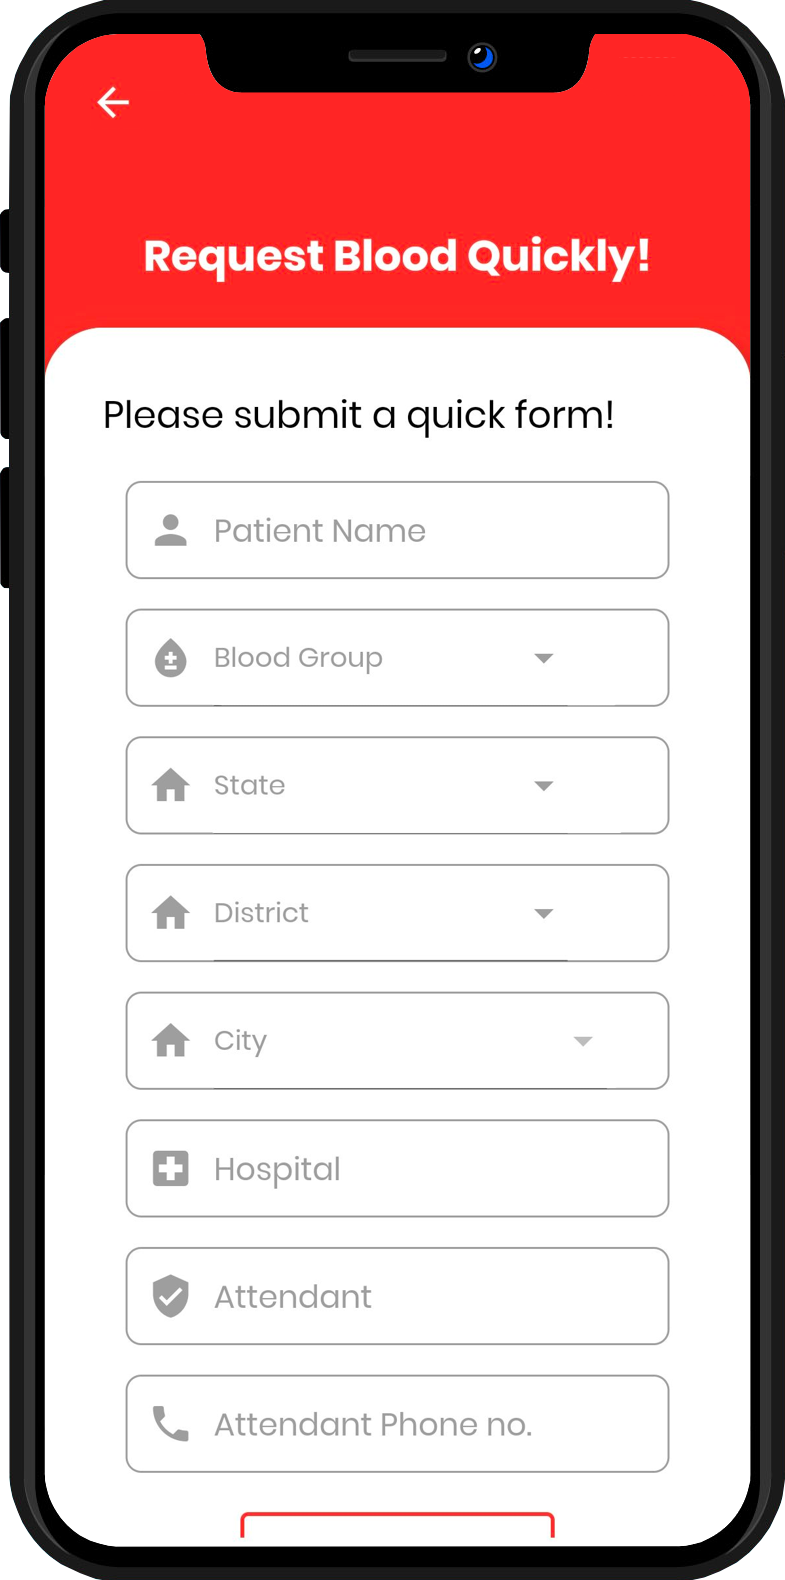 Request Blood Quickly!
Please submit a quick form!
Patient Name
Blood Group
State
District
City
Hospital
Attendant
Attendant Phone no.